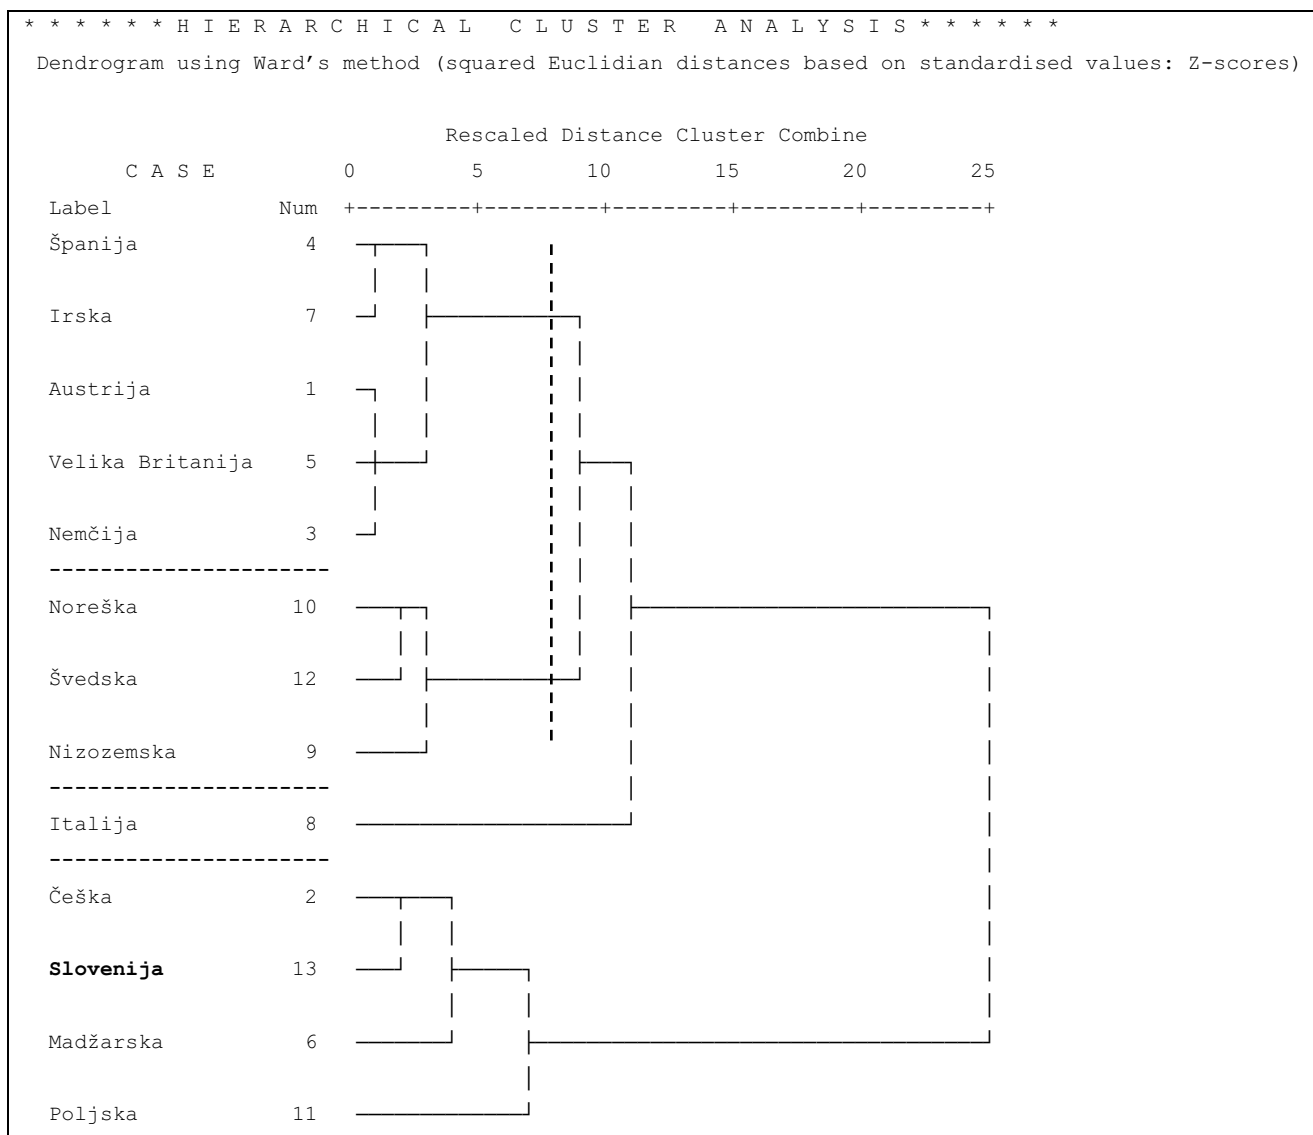 * * * * * * H I E R A R C H I C A L   C L U S T E R   A N A L Y S I S * * * * * *
Dendrogram using Ward’s method (squared Euclidian distances based on standardised values: Z-scores)
Rescaled Distance Cluster Combine
C A S E 0 5 10 15 20 25
Label Num +---------+---------+---------+---------+---------+
Španija 4
Irska 7
Austrija 1
Velika Britanija 5
Nemčija 3
Noreška 10
Švedska 12
Nizozemska 9
Italija 8
Češka 2
Slovenija 13
Madžarska 6
Poljska 11